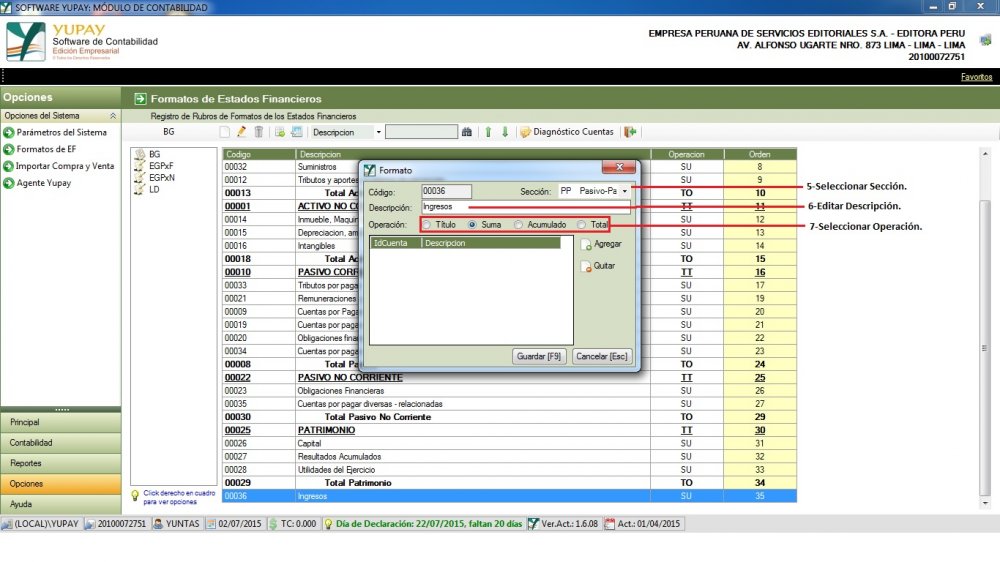 SOFTWARE YUPAY: MÓDULO DE CONTABILIDAD
YUPAY
Software de Contabilidad
Edición Empresarial
EMPRESA PERUANA DE SERVICIOS EDITORIALES S.A. - EDITORA PERU
AV. ALFONSO UGARTE NRO. 873 LIMA - LIMA - LIMA
20100072751
Favoritos
Opciones
Formatos de Estados Financieros
Opciones del Sistema
Registro de Rubros de Formatos de los Estados Financieros
Parámetros del Sistema
Formatos de EF
Importar Compra y Venta
Agente Yupay
BG
Descripcion
Diagnóstico Cuentas
BG
EGPxF
EGPxN
LD
Codigo Descripcion Operacion Orden
00032 Suministros SU 8
00012 Tributos y aportes SU 9
00013 Total Ac TO 10
00001 ACTIVO NO CO TT 11
00014 Inmueble, Maquin SU 12
00015 Depreciacion, am SU 13
00016 Intangibles SU 14
00018 Total Ac TO 15
00010 PASIVO CORR TT 16
00033 Tributos por pagar SU 17
00021 Remuneraciones SU 19
00009 Cuentas por Paga SU 20
00019 Cuentas por paga SU 21
00020 Obligaciones fina SU 22
00034 Cuentas por paga SU 23
00008 Total Pa TO 24
00022 PASIVO NO CORRIENTE TT 25
00023 Obligaciones Financieras SU 26
00035 Cuentas por pagar diversas - relacionadas SU 27
00030 Total Pasivo No Corriente TO 29
00025 PATRIMONIO TT 30
00026 Capital SU 31
00027 Resultados Acumulados SU 32
00028 Utilidades del Ejercicio SU 33
00029 Total Patrimonio TO 34
00036 Ingresos SU 35
Formato
Código: 00036 Sección: PP Pasivo-Pa
Descripción: Ingresos
Operación: Título Suma Acumulado Total
IdCuenta Descripcion
Agregar
Quitar
Guardar [F9] Cancelar [Esc]
5-Seleccionar Sección.
6-Editar Descripción.
7-Seleccionar Operación.
Principal
Contabilidad
Reportes
Opciones
Ayuda
Click derecho en cuadro
para ver opciones
(LOCAL)\YUPAY 20100072751 YUNTAS 02/07/2015 TC: 0.000 Día de Declaración: 22/07/2015, faltan 20 días Ver.Act.: 1.6.08 Act.: 01/04/2015